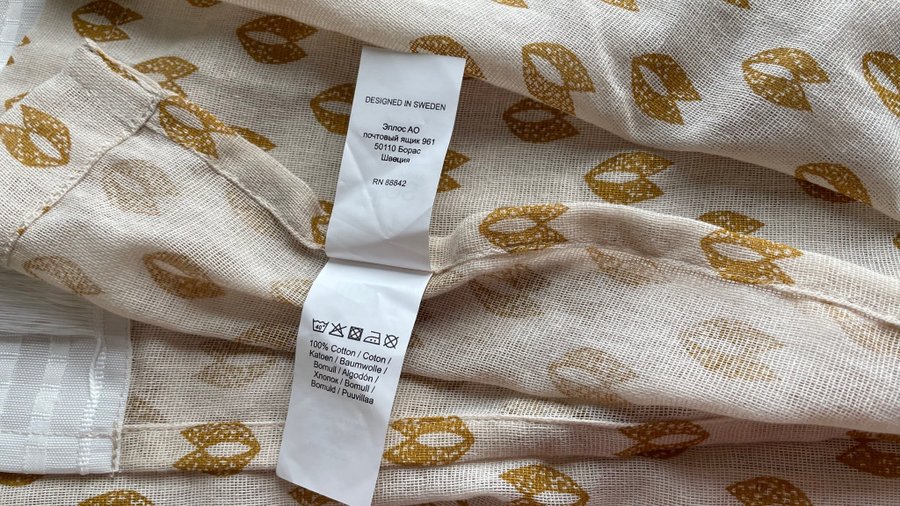 DESIGNED IN SWEDEN
Эллос АО
почтовый ящик 961
50110 Борас
Швеция
RN 88842
40
100% Cotton / Coton /
Katoen / Baumwolle /
Bomull / Algodón /
Хлопок / Bomull /
Bomuld / Puuvillaa